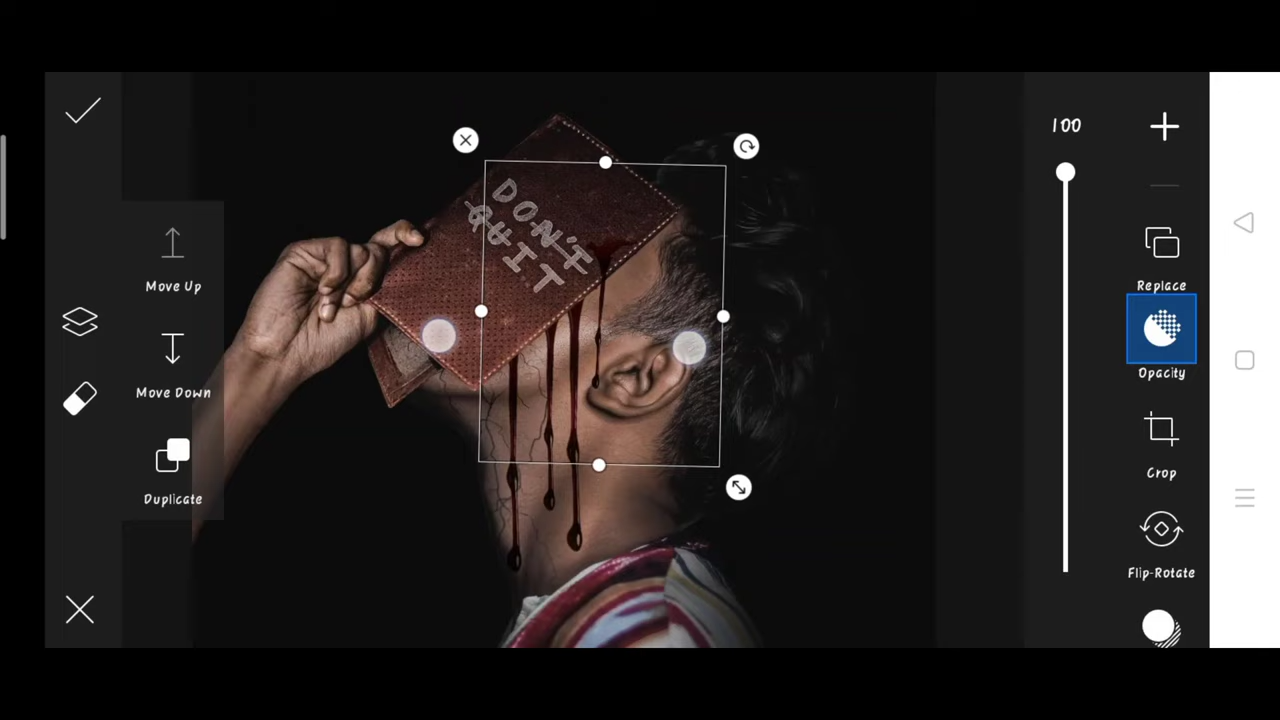 100
Move Up
Replace
DON'T
QUIT
Opacity
Move Down
Crop
Duplicate
Flip-Rotate